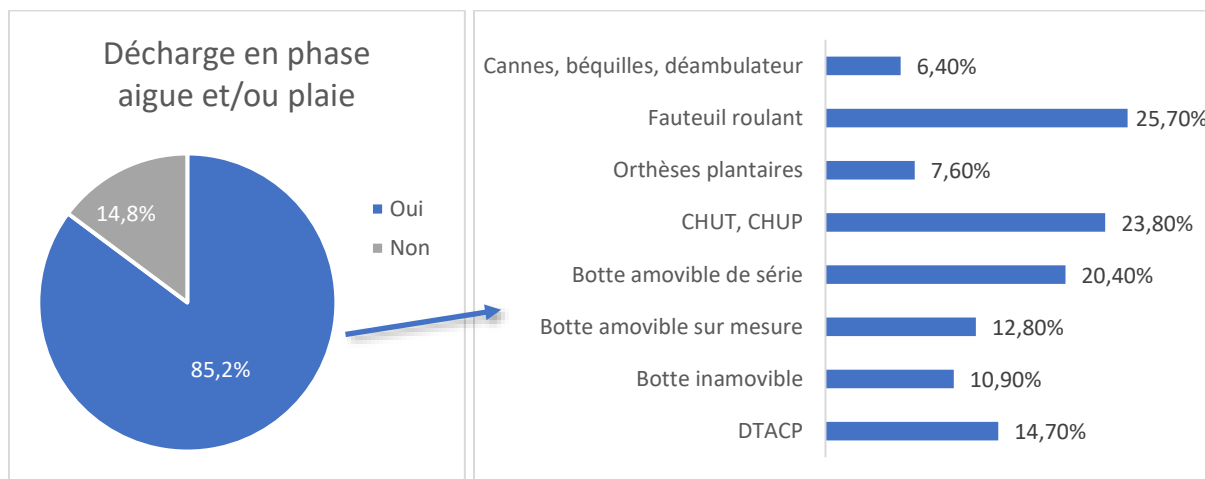 Décharge en phase
aigue et/ou plaie
14,8%
85,2%
Oui
Non
Cannes, béquilles, déambulateur 6,40%
Fauteuil roulant 25,70%
Orthèses plantaires 7,60%
CHUT, CHUP 23,80%
Botte amovible de série 20,40%
Botte amovible sur mesure 12,80%
Botte inamovible 10,90%
DTACP 14,70%